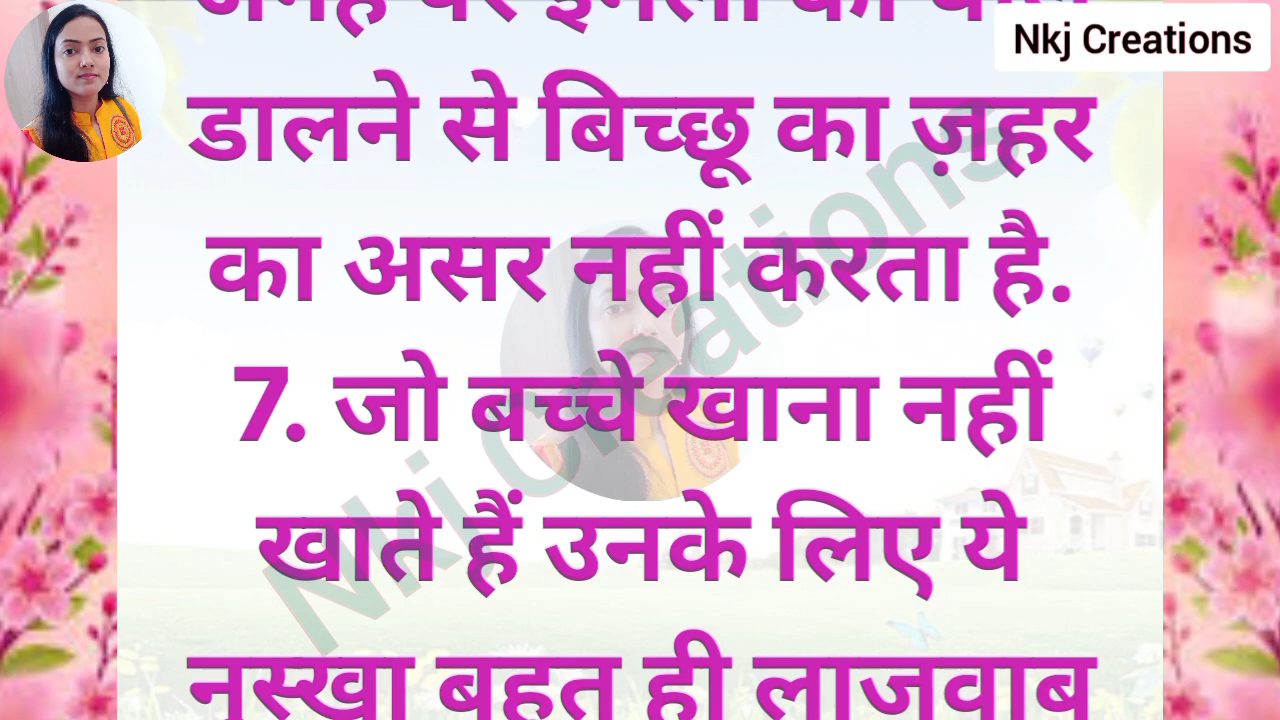 Nkj Creations
डालने से बिच्छू का ज़हर
का असर नहीं करता है.
7. जो बच्चे खाना नहीं
खाते हैं उनके लिए ये
नुस्खा बहुत ही लाजवाब
Nkj Creations